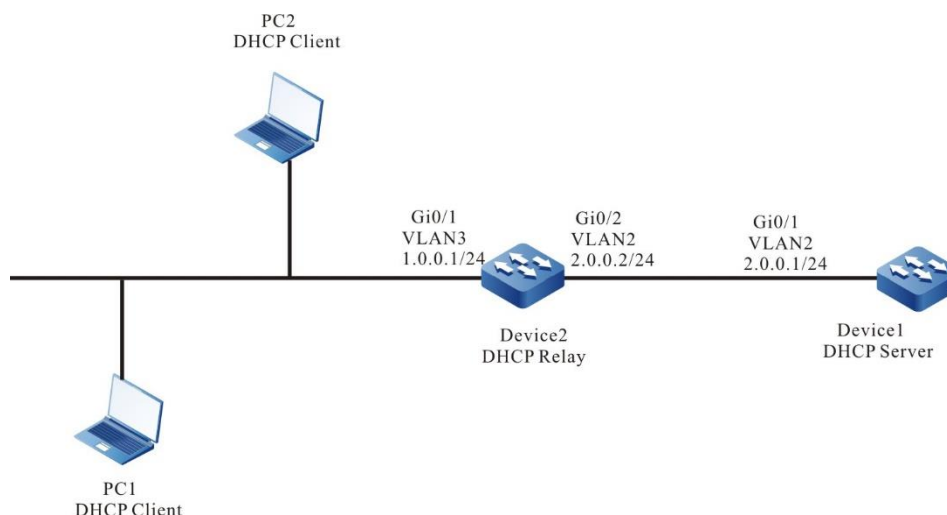 PC2
DHCP Client
Gi0/1
VLAN3
1.0.0.1/24
Gi0/2
VLAN2
2.0.0.2/24
Gi0/1
VLAN2
2.0.0.1/24
Device2
DHCP Relay
Device1
DHCP Server
PC1
DHCP Client